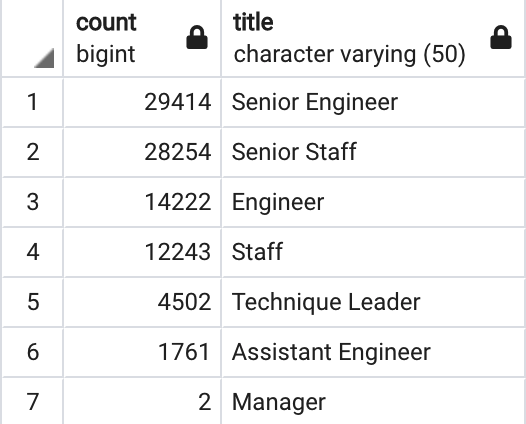 count title
bigint character varying (50)
1 29414 Senior Engineer
2 28254 Senior Staff
3 14222 Engineer
4 12243 Staff
5 4502 Technique Leader
6 1761 Assistant Engineer
7 2 Manager